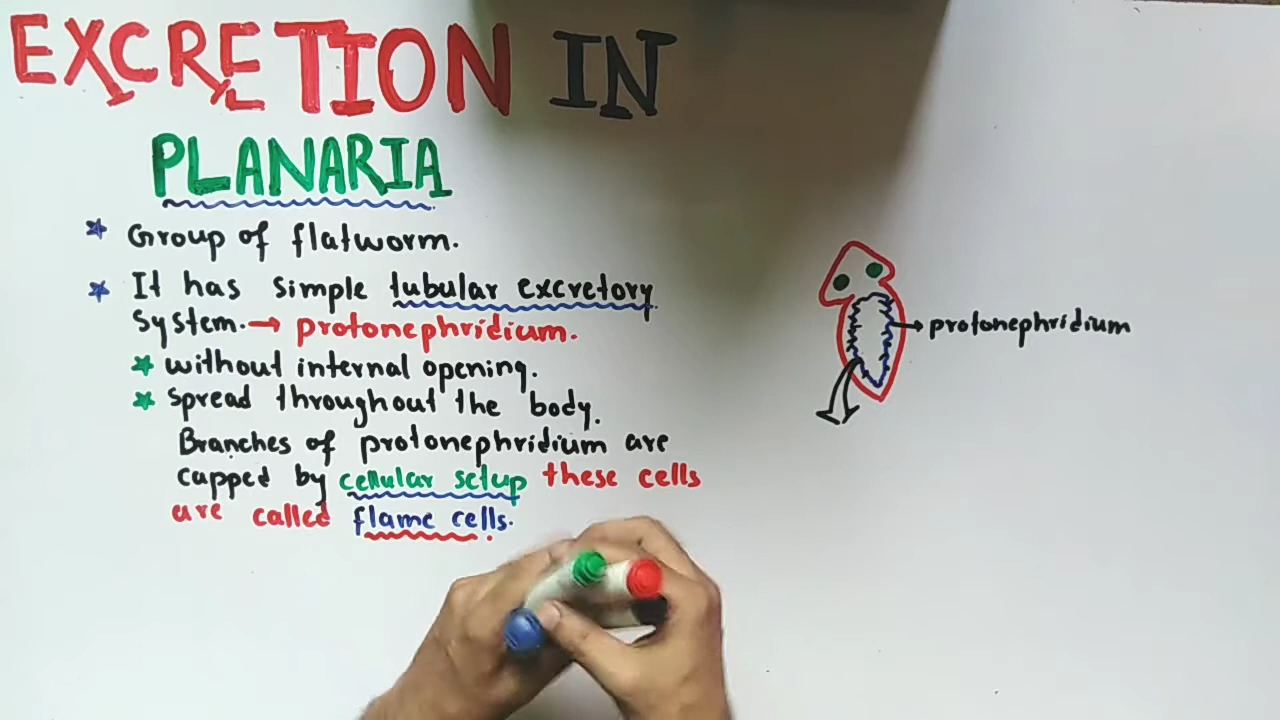 EXCRETION IN
PLANARIA
Group of flatworm.
It has simple tubular excretory
system. → protonephridium.
without internal opening.
spread throughout the body.
Branches of protonephridium are
capped by cellular setup these cells
are called flame cells.
protonephridium